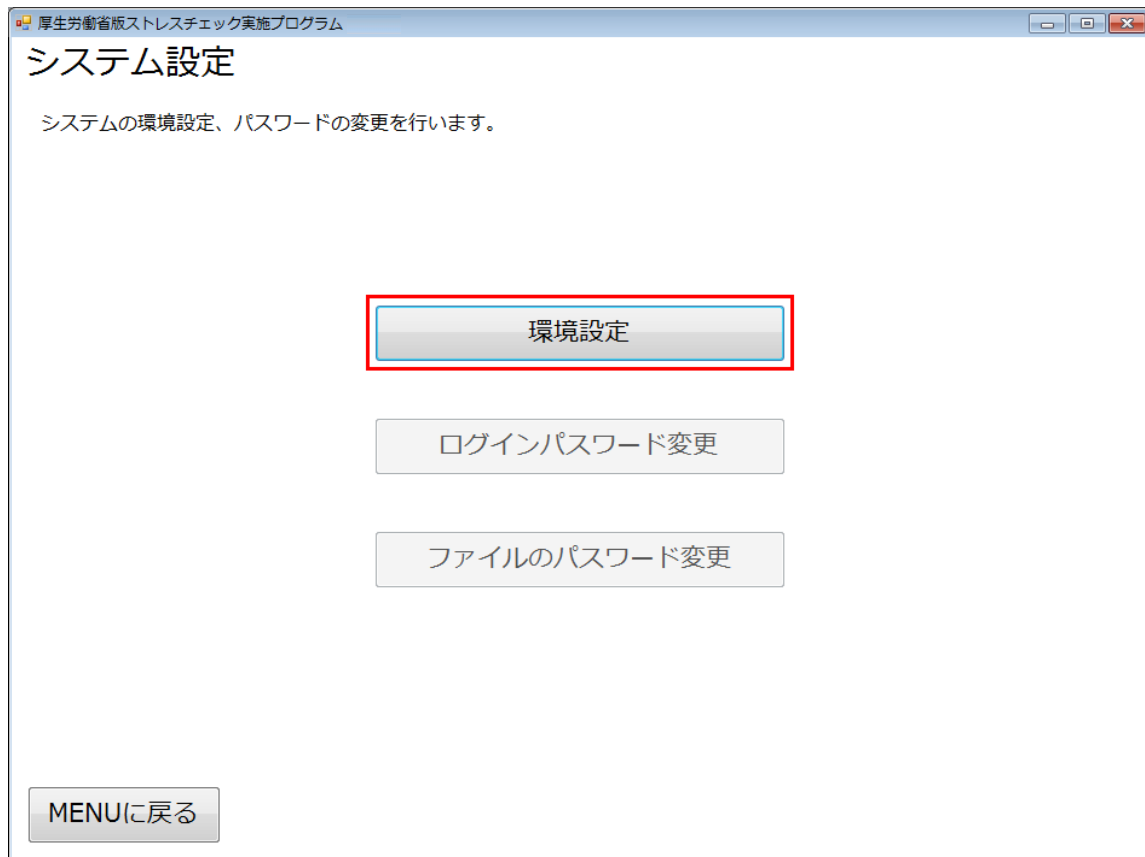 厚生労働省版ストレスチェック実施プログラム
システム設定
システムの環境設定、パスワードの変更を行います。
環境設定
ログインパスワード変更
ファイルのパスワード変更
MENUに戻る